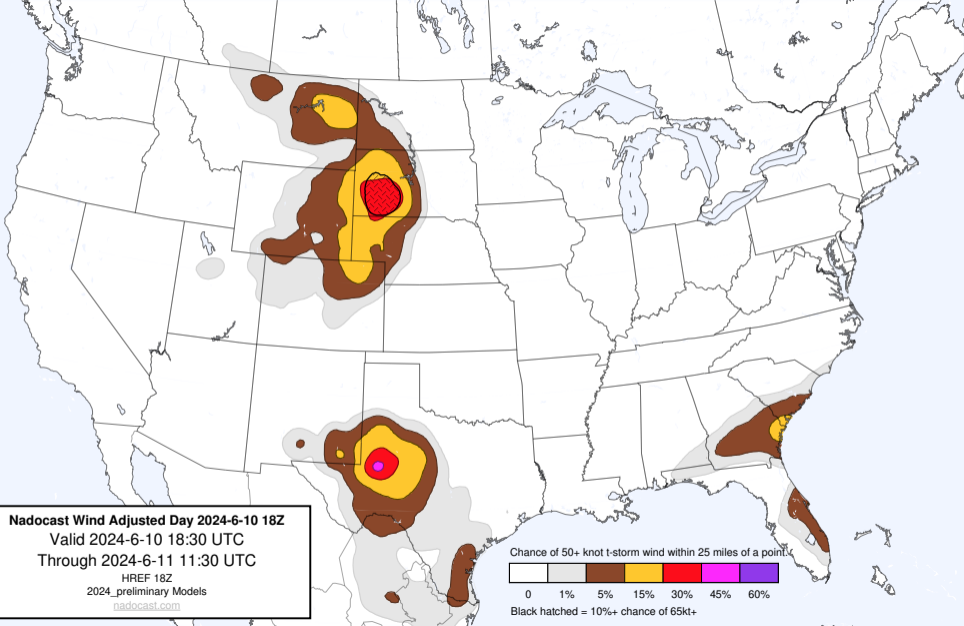 Nadocast Wind Adjusted Day 2024-6-10 18Z
Valid 2024-6-10 18:30 UTC
Through 2024-6-11 11:30 UTC
HREF 18Z
2024_preliminary Models
nadocast.com
Chance of 50+ knot t-storm wind within 25 miles of a point.
0 1% 5% 15% 30% 45% 60%
Black hatched = 10%+ chance of 65kt+